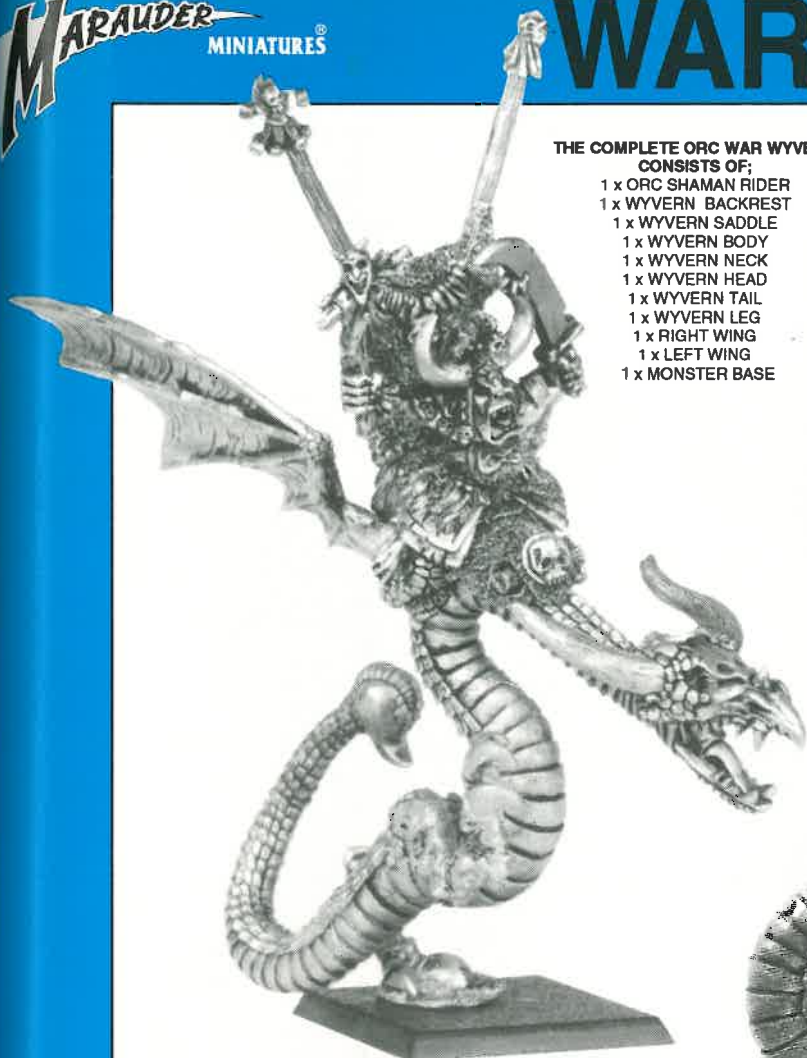 MARAUDER
MINIATURES®
WAR
THE COMPLETE ORC WAR WYVE
CONSISTS OF;
1 x ORC SHAMAN RIDER
1 x WYVERN BACKREST
1 x WYVERN SADDLE
1 x WYVERN BODY
1 x WYVERN NECK
1 x WYVERN HEAD
1 x WYVERN TAIL
1 x WYVERN LEG
1 x RIGHT WING
1 x LEFT WING
1 x MONSTER BASE